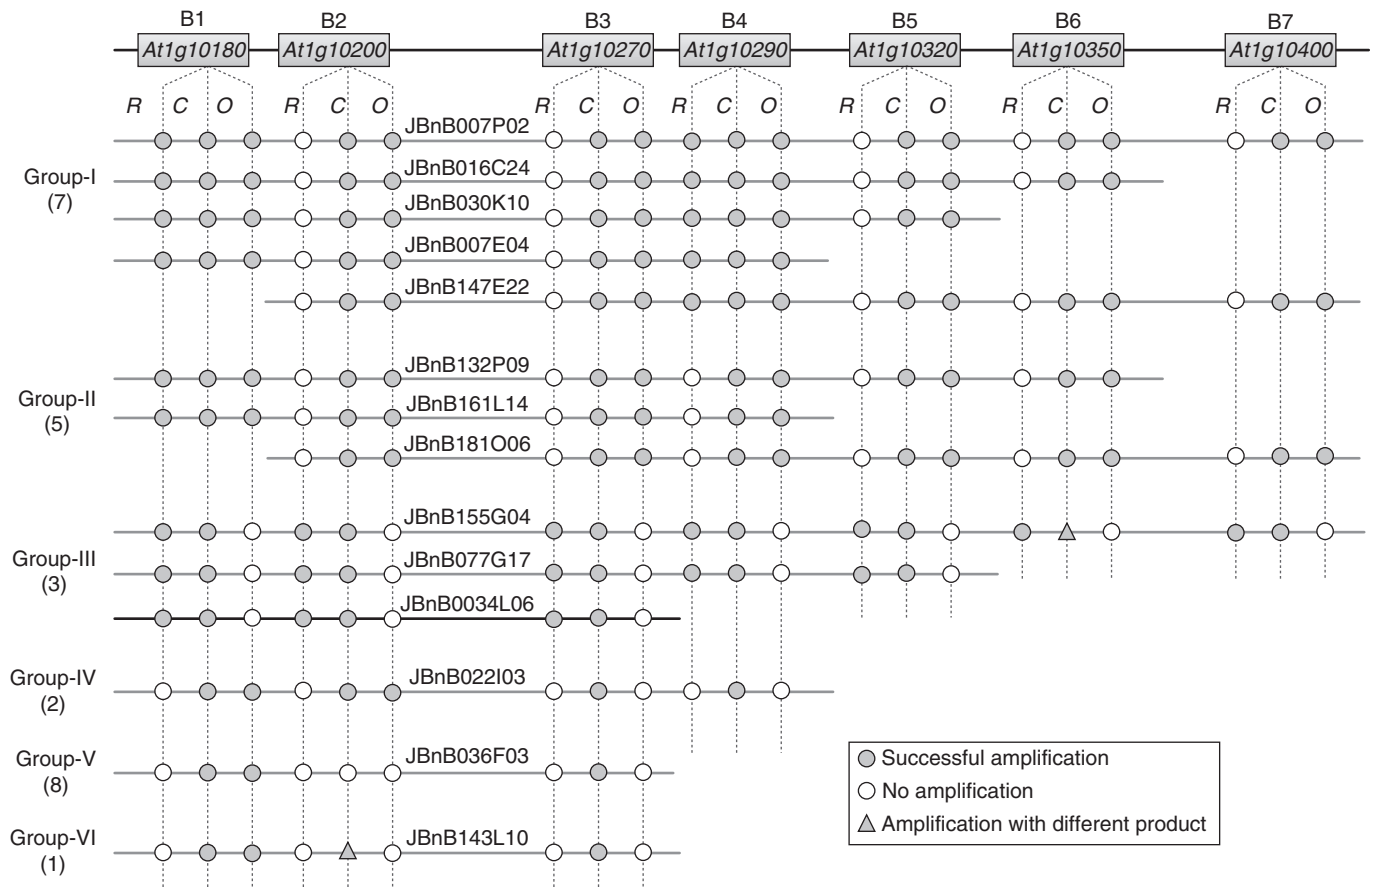 B1 B2 B3 B4 B5 B6 B7
At1g10180 At1g10200 At1g10270 At1g10290 At1g10320 At1g10350 At1g10400
R C O R C O R C O R C O R C O R C O R C O
JBnB007P02
Group-I
(7)
JBnB016C24
JBnB030K10
JBnB007E04
JBnB147E22
Group-II
(5)
JBnB132P09
JBnB161L14
JBnB181O06
Group-III
(3)
JBnB155G04
JBnB077G17
JBnB0034L06
Group-IV
(2)
JBnB022I03
Group-V
(8)
JBnB036F03
Group-VI
(1)
JBnB143L10
Successful amplification
No amplification
Amplification with different product